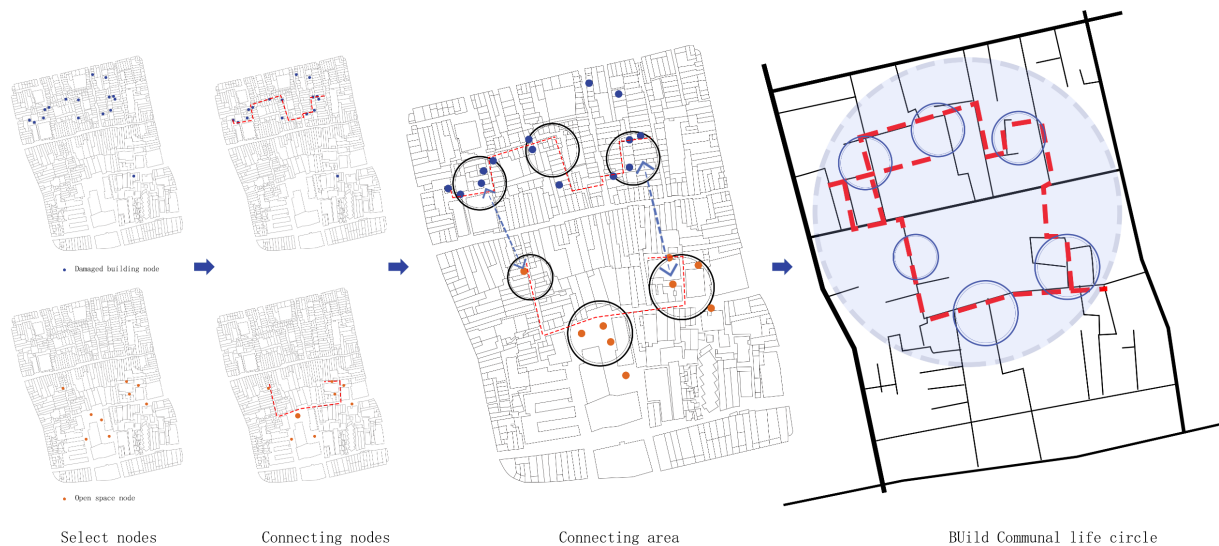 Damaged building node
Open space node
Select nodes
Connecting nodes
Connecting area
BUild Communal life circle